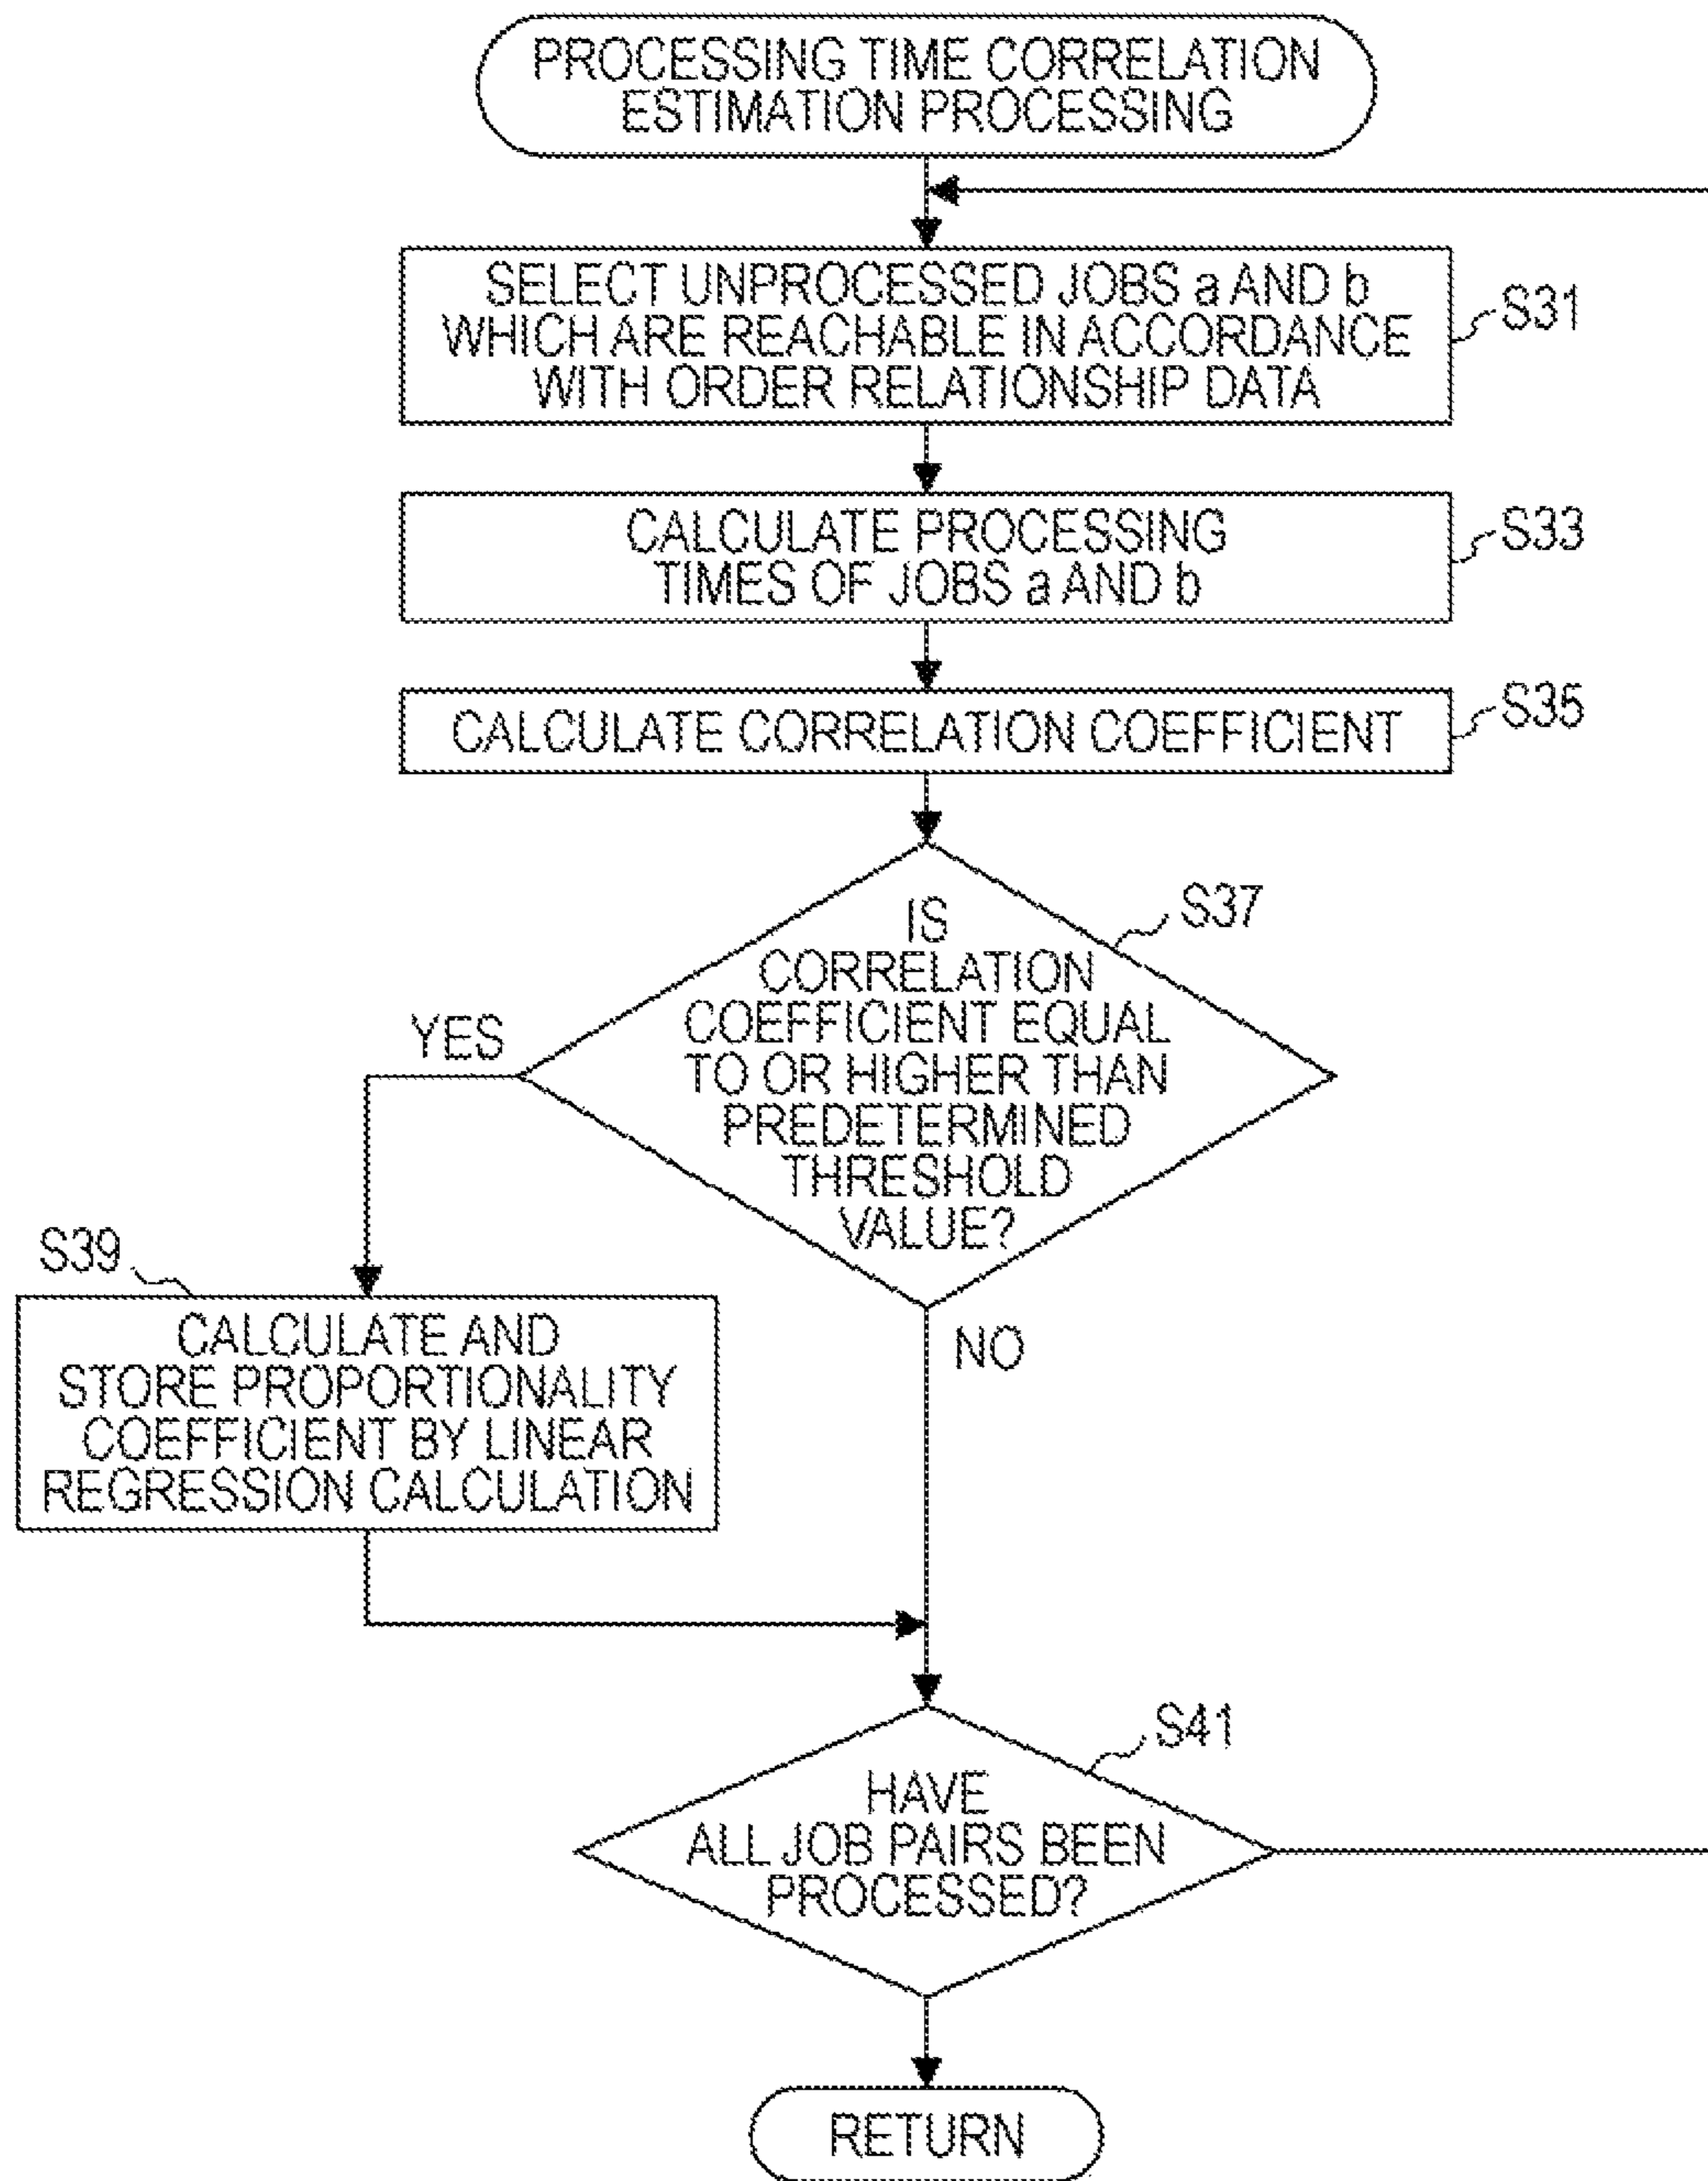 PROCESSING TIME CORRELATION
ESTIMATION PROCESSING
SELECT UNPROCESSED JOBS a AND b
WHICH ARE REACHABLE IN ACCORDANCE
WITH ORDER RELATIONSHIP DATA
S31
CALCULATE PROCESSING
TIMES OF JOBS a AND b
S33
CALCULATE CORRELATION COEFFICIENT
S35
IS
CORRELATION
COEFFICIENT EQUAL
TO OR HIGHER THAN
PREDETERMINED
THRESHOLD
VALUE?
S37
YES
NO
S39
CALCULATE AND
STORE PROPORTIONALITY
COEFFICIENT BY LINEAR
REGRESSION CALCULATION
HAVE
ALL JOB PAIRS BEEN
PROCESSED?
S41
RETURN